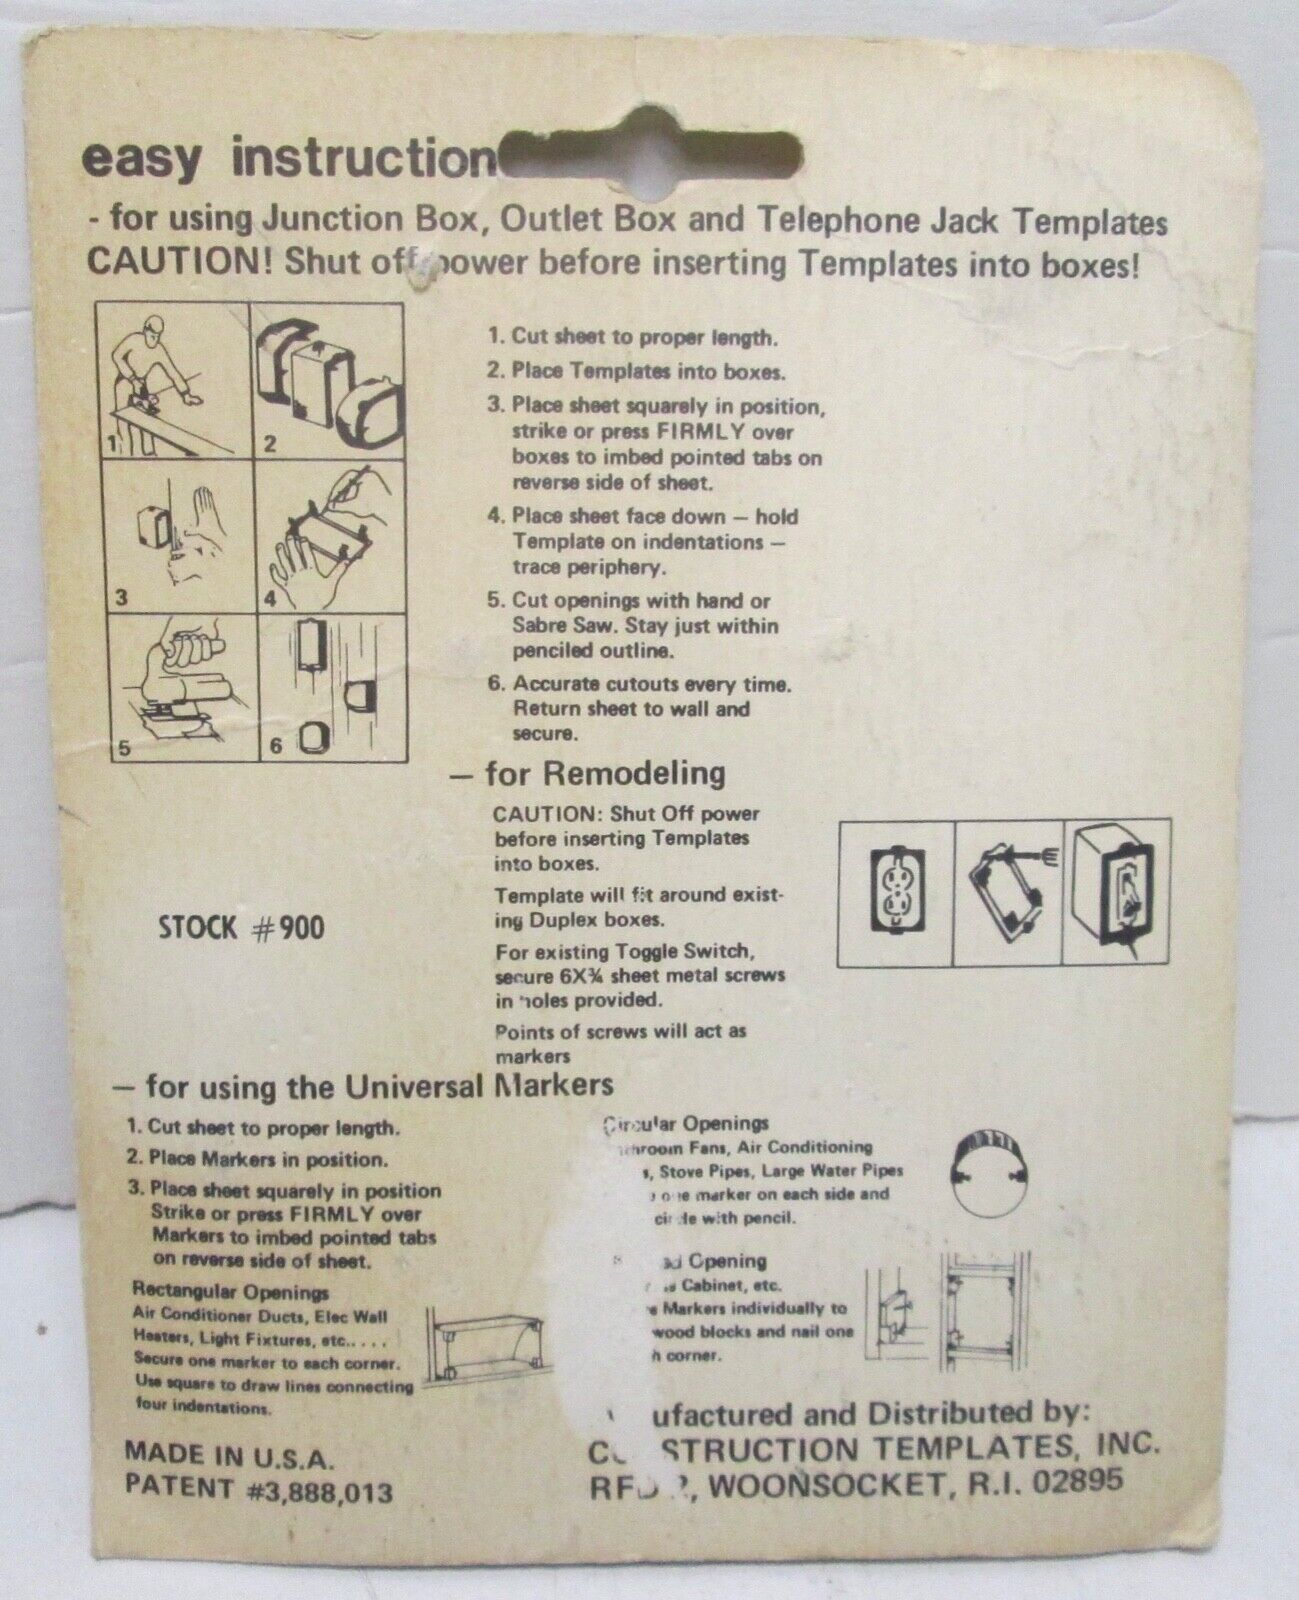 easy instruction
- for using Junction Box, Outlet Box and Telephone Jack Templates
CAUTION! Shut off power before inserting Templates into boxes!
1
2
3
4
5
6
1. Cut sheet to proper length.
2. Place Templates into boxes.
3. Place sheet squarely in position,
strike or press FIRMLY over
boxes to imbed pointed tabs on
reverse side of sheet.
4. Place sheet face down — hold
Template on indentations —
trace periphery.
5. Cut openings with hand or
Sabre Saw. Stay just within
penciled outline.
6. Accurate cutouts every time.
Return sheet to wall and
secure.
— for Remodeling
CAUTION: Shut Off power
before inserting Templates
into boxes.
Template will fit around exist-
ing Duplex boxes.
For existing Toggle Switch,
secure 6X¾ sheet metal screws
in holes provided.
Points of screws will act as
markers
STOCK #900
— for using the Universal Markers
1. Cut sheet to proper length.
2. Place Markers in position.
3. Place sheet squarely in position
Strike or press FIRMLY over
Markers to imbed pointed tabs
on reverse side of sheet.
Rectangular Openings
Air Conditioner Ducts, Elec Wall
Heaters, Light Fixtures, etc.....
Secure one marker to each corner.
Use square to draw lines connecting
four indentations.
Circular Openings
Fans, Air Conditioning
Stove Pipes, Large Water Pipes
one marker on each side and
circle with pencil.
Opening
Cabinet, etc.
Markers individually to
wood blocks and nail one
corner.
MADE IN U.S.A.
PATENT #3,888,013
Manufactured and Distributed by:
CONSTRUCTION TEMPLATES, INC.
RFD 2, WOONSOCKET, R.I. 02895